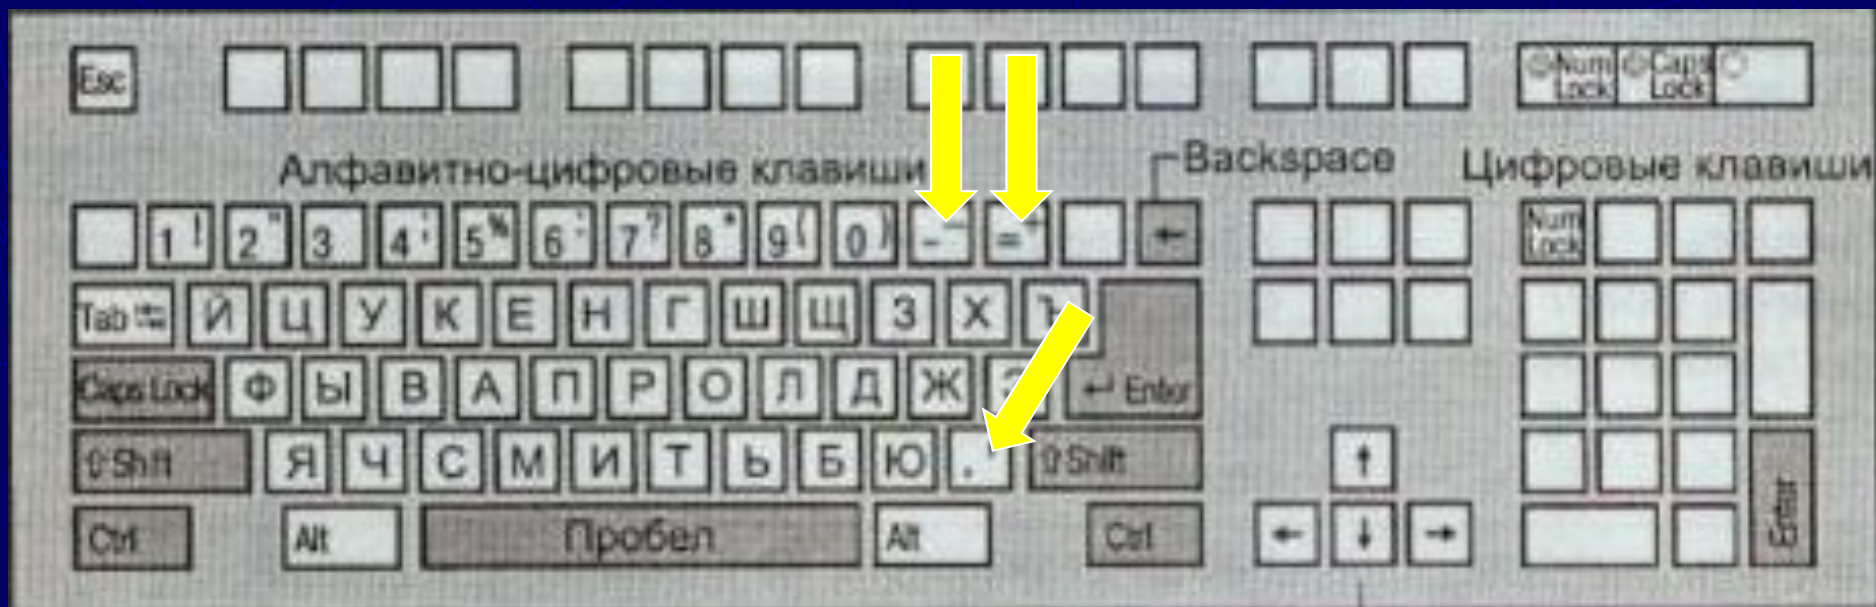 Esc Num Lock Caps Lock
Алфавитно-цифровые клавиши Backspace Цифровые клавиши
1 ! 2 " 3 4 ; 5 % 6 : 7 ? 8 * 9 ( 0 ) - _ = + ← Num Lock
Tab ↹ Й Ц У К Е Н Г Ш Щ З Х Ъ
Caps Lock Ф Ы В А П Р О Л Д Ж Э ↵ Enter
⇧ Shift Я Ч С М И Т Ь Б Ю . ⇧ Shift ↑ Enter
Ctrl Alt Пробел Alt Ctrl ← ↓ →